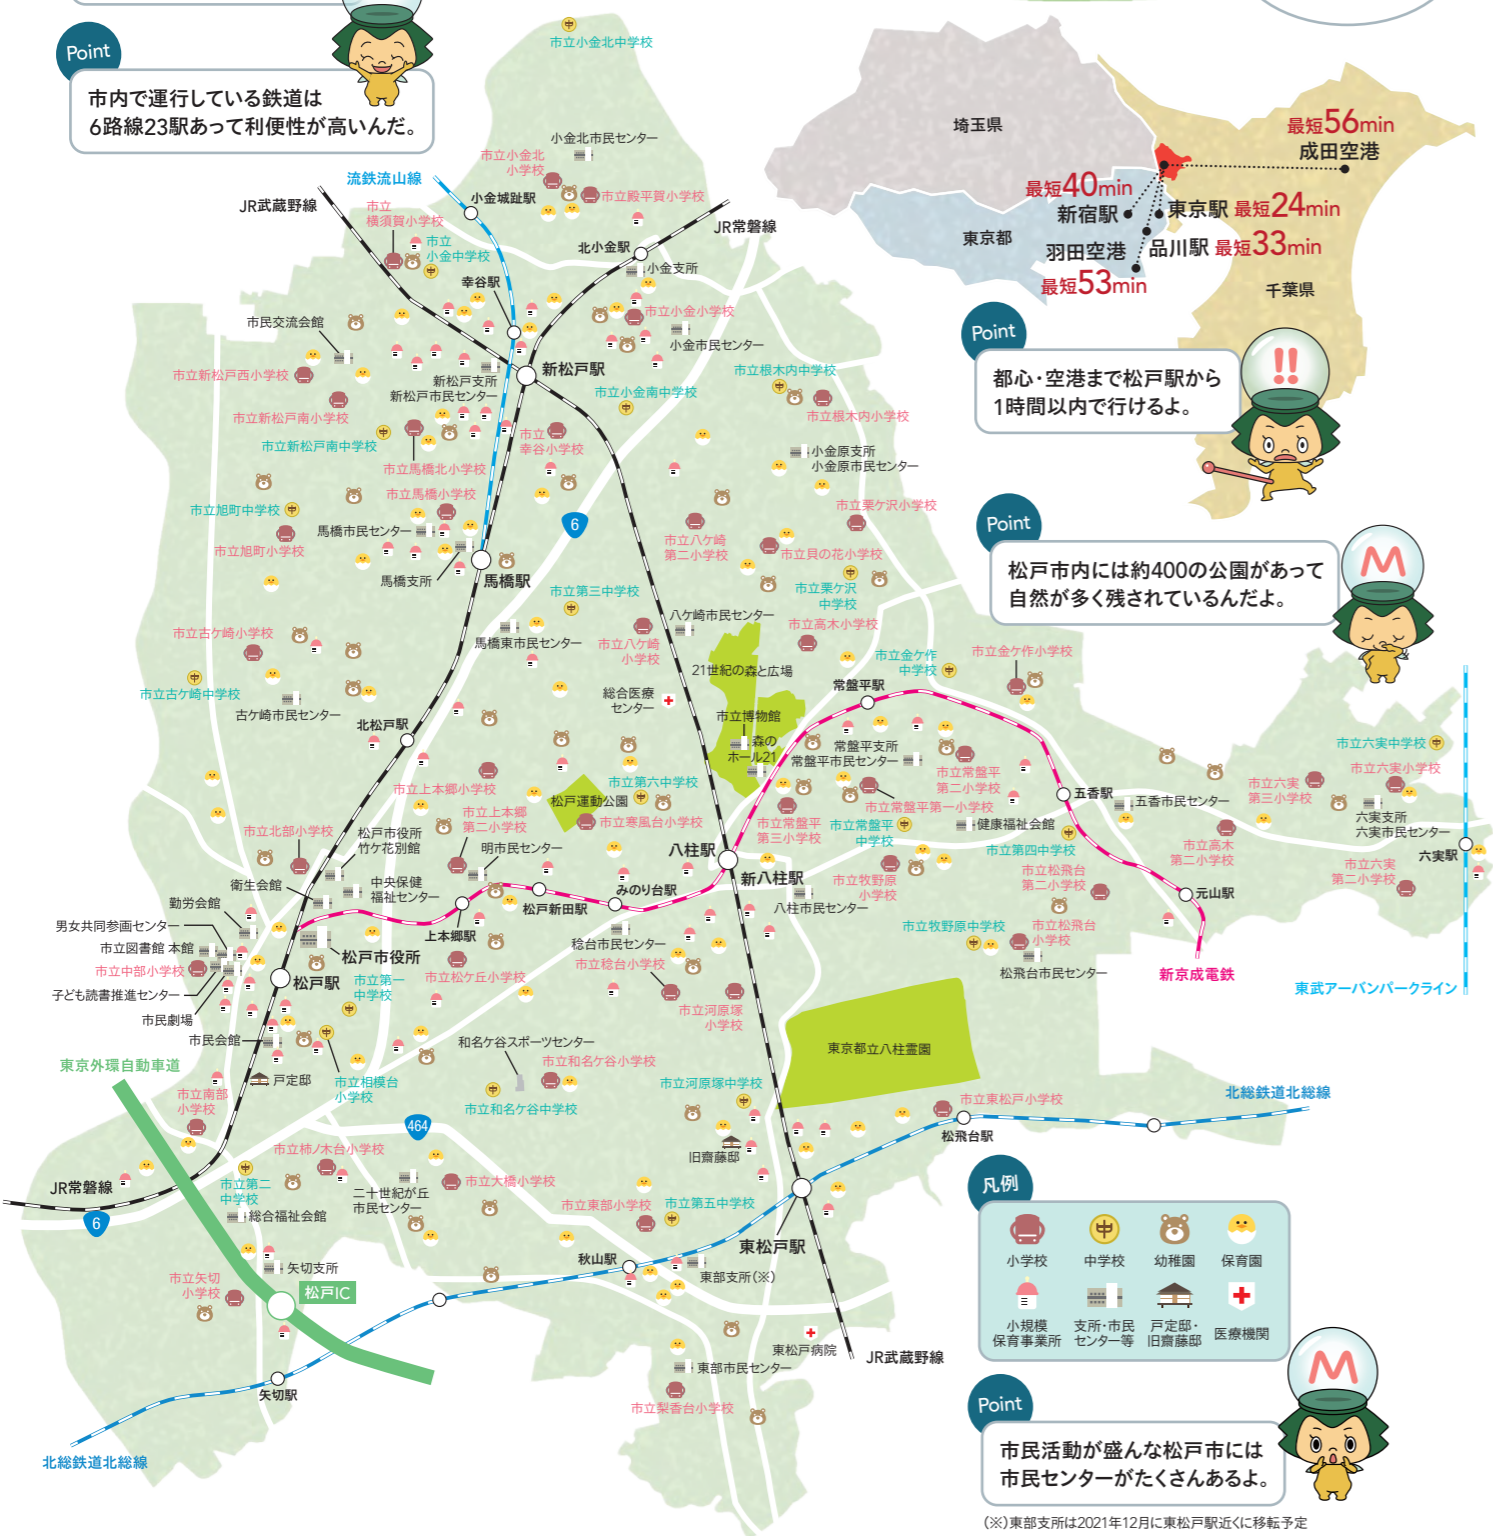 Point
市内で運行している鉄道は
6路線23駅あって利便性が高いんだ。
市立小金北中学校
小金北市民センター
市立小金北
小学校
市立殿平賀小学校
流鉄流山線
小金城趾駅
JR武蔵野線
市立
横須賀小学校
市立
小金中学校
JR常磐線
北小金駅
小金支所
幸谷駅
市立小金小学校
小金市民センター
市民交流会館
新松戸駅
新松戸支所
新松戸市民センター
市立新松戸西小学校
市立小金南中学校
市立根木内中学校
市立根木内小学校
市立新松戸南小学校
市立新松戸南中学校
市立
幸谷小学校
小金原支所
小金原市民センター
市立馬橋北小学校
市立馬橋小学校
市立旭町中学校
馬橋市民センター
6
市立栗ケ沢小学校
市立八ケ崎
第二小学校
市立貝の花小学校
市立旭町小学校
馬橋支所
馬橋駅
市立第三中学校
市立栗ケ沢
中学校
八ケ崎市民センター
市立高木小学校
市立古ケ崎小学校
馬橋東市民センター
市立八ケ崎
小学校
市立古ケ崎中学校
古ケ崎市民センター
21世紀の森と広場
市立金ケ作
中学校
市立金ケ作小学校
常盤平駅
総合医療
センター
市立博物館
森の
ホール21
北松戸駅
常盤平支所
常盤平市民センター
市立六実中学校
市立上本郷小学校
市立第六中学校
松戸運動公園
市立常盤平
第二小学校
市立六実
第三小学校
市立六実小学校
五香駅
五香市民センター
市立常盤平第一小学校
市立上本郷
第二小学校
市立寒風台小学校
市立常盤平
第三小学校
市立常盤平
中学校
健康福祉会館
六実支所
六実市民センター
市立北部小学校
松戸市役所
竹ケ花別館
明市民センター
八柱駅
市立第四中学校
市立高木
第二小学校
六実駅
新八柱駅
市立牧野原
小学校
市立松飛台
第二小学校
市立六実
第二小学校
衛生会館
中央保健
福祉センター
みのり台駅
松戸新田駅
八柱市民センター
元山駅
勤労会館
男女共同参画センター
市立図書館 本館
上本郷駅
稔台市民センター
市立牧野原中学校
市立松飛台
小学校
松戸市役所
市立中部小学校
松戸駅
市立第一
中学校
市立松ケ丘小学校
市立稔台小学校
松飛台市民センター
新京成電鉄
子ども読書推進センター
市民劇場
市立河原塚
小学校
東武アーバンパークライン
市民会館
和名ケ谷スポーツセンター
市立和名ケ谷小学校
東京都立八柱霊園
東京外環自動車道
戸定邸
市立相模台
小学校
市立和名ケ谷中学校
市立河原塚中学校
市立南部
小学校
464
市立東松戸小学校
北総鉄道北総線
松飛台駅
市立柿ノ木台小学校
旧齋藤邸
JR常磐線
6
市立第二
中学校
二十世紀が丘
市民センター
市立大橋小学校
総合福祉会館
市立東部小学校
市立第五中学校
東松戸駅
秋山駅
東部支所(※)
矢切支所
市立矢切
小学校
松戸IC
東松戸病院
JR武蔵野線
東部市民センター
矢切駅
市立梨香台小学校
北総鉄道北総線
埼玉県
東京都
千葉県
最短56min
成田空港
最短40min
新宿駅
東京駅 最短24min
品川駅 最短33min
羽田空港
最短53min
Point
都心・空港まで松戸駅から
1時間以内で行けるよ。
!!
Point
松戸市内には約400の公園があって
自然が多く残されているんだよ。
M
凡例
中
小学校
中学校
幼稚園
保育園
小規模
保育事業所
支所・市民
センター等
戸定邸・
旧齋藤邸
医療機関
Point
市民活動が盛んな松戸市には
市民センターがたくさんあるよ。
M
(※)東部支所は2021年12月に東松戸駅近くに移転予定